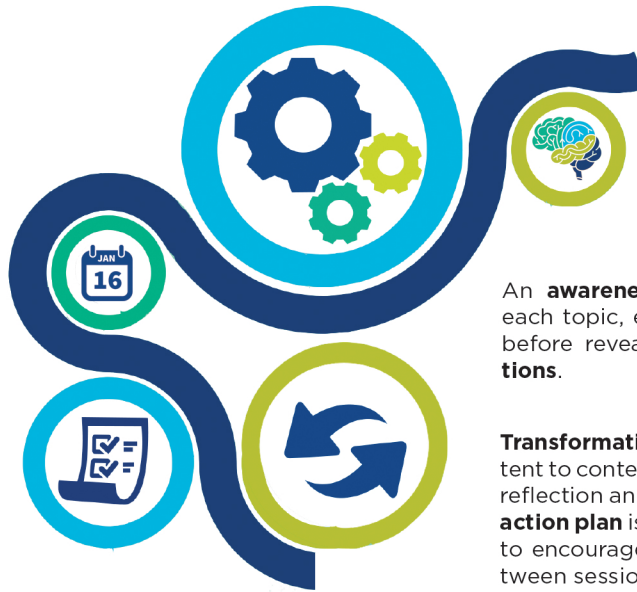 JAN
16
An awarene
each topic, e
before revea
tions.
Transformati
tent to conte
reflection an
action plan is
to encourage
tween sessio